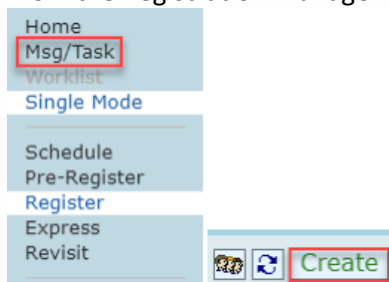 Home
Msg/Task
Worklist
Single Mode
Schedule
Pre-Register
Register
Express
Revisit
Create